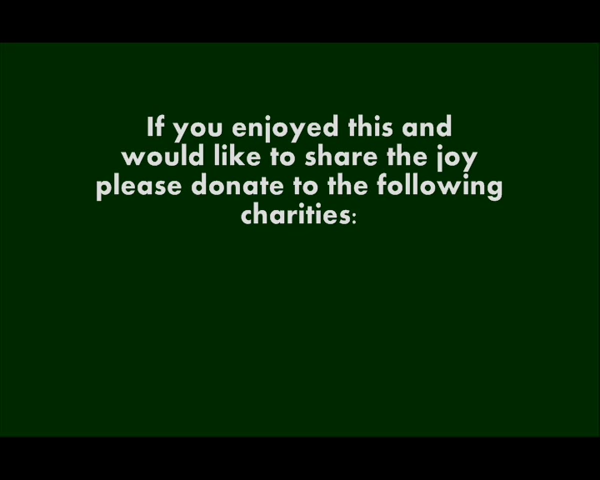 If you enjoyed this and
would like to share the joy
please donate to the following
charities: